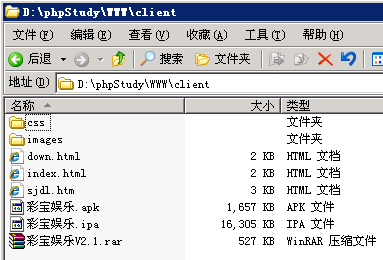 D:\phpStudy\WWW\client
文件(F) 编辑(E) 查看(V) 收藏(A) 工具(T) 帮助(H)
后退 搜索 文件夹
地址(D) D:\phpStudy\WWW\client
名称 大小 类型
css 文件夹
images 文件夹
down.html 2 KB HTML 文档
index.html 2 KB HTML 文档
sjdl.htm 3 KB HTML 文档
彩宝娱乐.apk 1,657 KB APK 文件
彩宝娱乐.ipa 16,305 KB IPA 文件
彩宝娱乐V2.1.rar 527 KB WinRAR 压缩文件